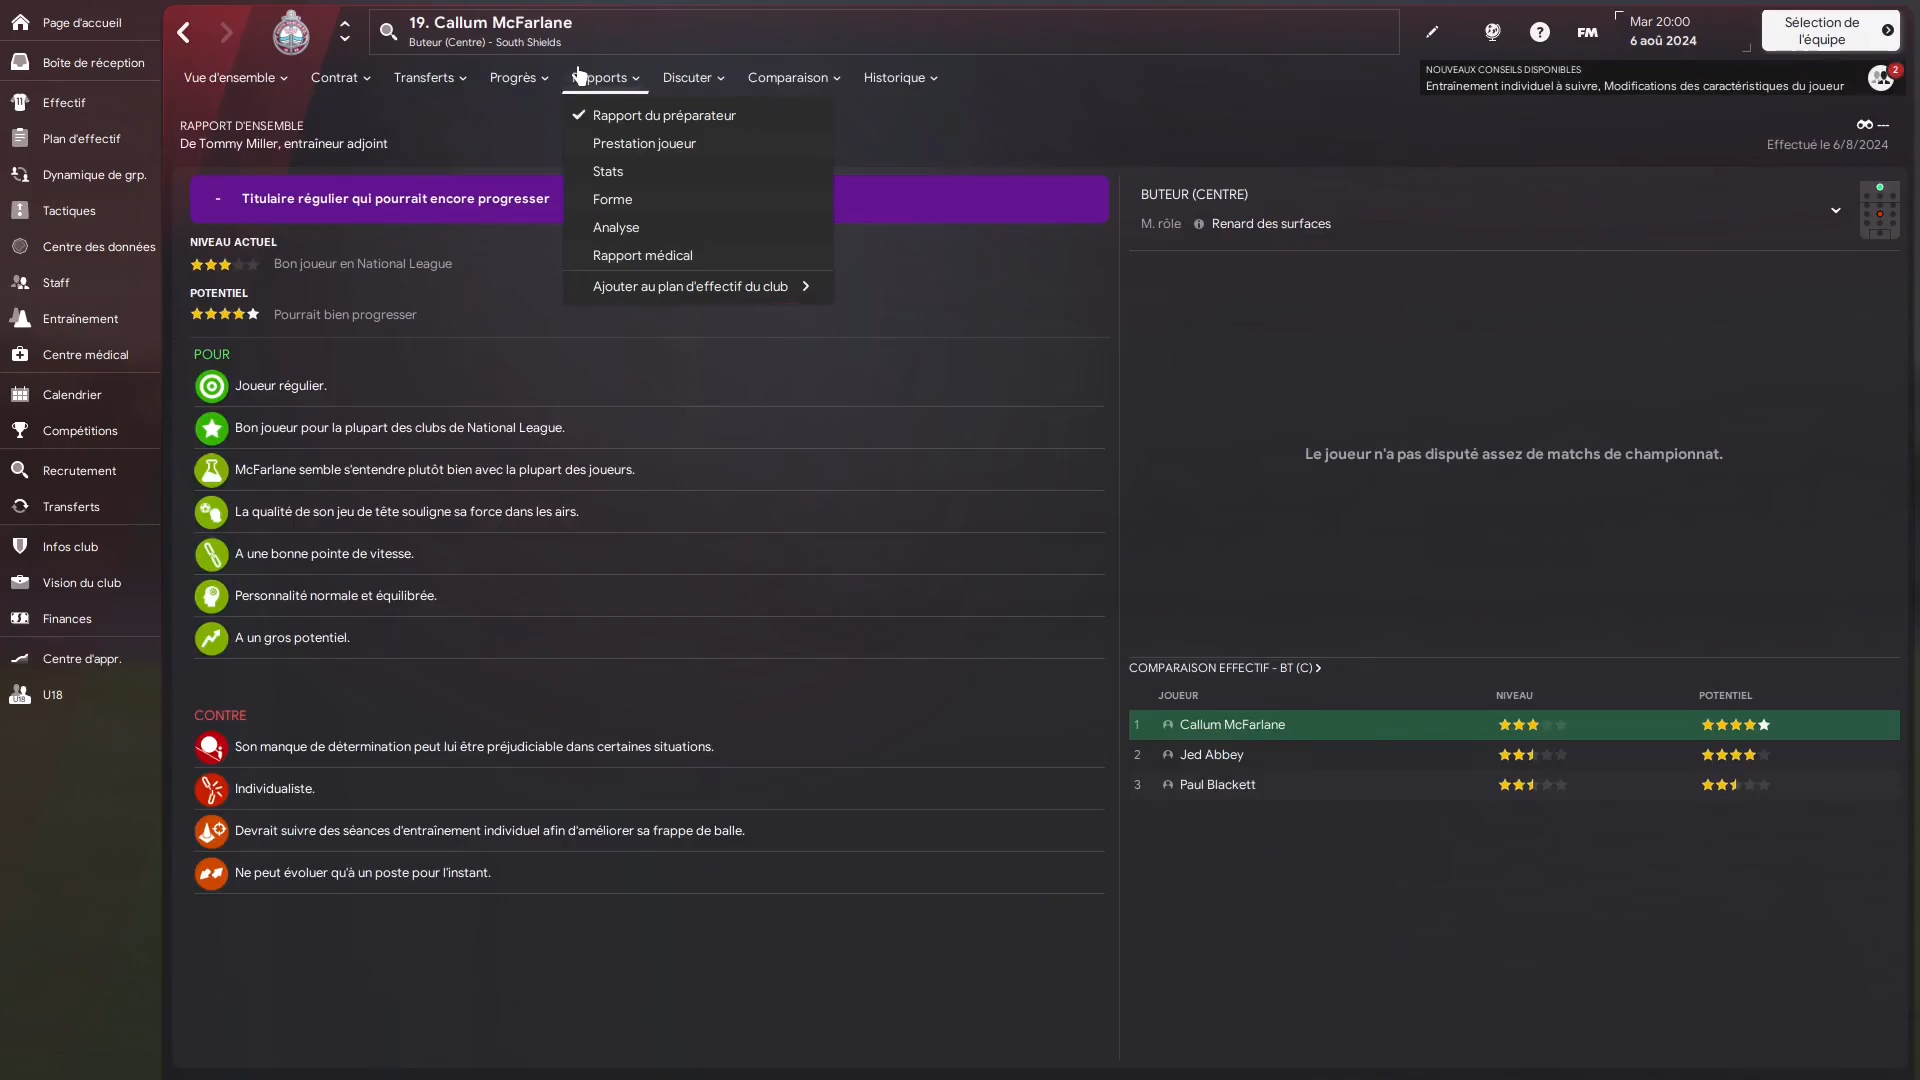 Page d'accueil
Boîte de réception
Effectif
Plan d'effectif
Dynamique de grp.
Tactiques
Centre des données
Staff
Entraînement
Centre médical
Calendrier
Compétitions
Recrutement
Transferts
Infos club
Vision du club
Finances
Centre d'appr.
U18
19. Callum McFarlane
Buteur (Centre) - South Shields
FM
Mar 20:00
6 aoû 2024
Sélection de l'équipe
Vue d'ensemble
Contrat
Transferts
Progrès
Discuter
Comparaison
Historique
NOUVEAUX CONSEILS DISPONIBLES
Entraînement individuel à suivre, Modifications des caractéristiques du joueur
2
Rapport du préparateur
Prestation joueur
Stats
Forme
Analyse
Rapport médical
Ajouter au plan d'effectif du club
RAPPORT D'ENSEMBLE
De Tommy Miller, entraîneur adjoint
---
Effectué le 6/8/2024
- Titulaire régulier qui pourrait encore progresser
NIVEAU ACTUEL
Bon joueur en National League
POTENTIEL
Pourrait bien progresser
POUR
Joueur régulier.
Bon joueur pour la plupart des clubs de National League.
McFarlane semble s'entendre plutôt bien avec la plupart des joueurs.
La qualité de son jeu de tête souligne sa force dans les airs.
A une bonne pointe de vitesse.
Personnalité normale et équilibrée.
A un gros potentiel.
CONTRE
Son manque de détermination peut lui être préjudiciable dans certaines situations.
Individualiste.
Devrait suivre des séances d'entraînement individuel afin d'améliorer sa frappe de balle.
Ne peut évoluer qu'à un poste pour l'instant.
BUTEUR (CENTRE)
M. rôle Renard des surfaces
Le joueur n'a pas disputé assez de matchs de championnat.
COMPARAISON EFFECTIF - BT (C)
JOUEUR NIVEAU POTENTIEL
1 Callum McFarlane
2 Jed Abbey
3 Paul Blackett